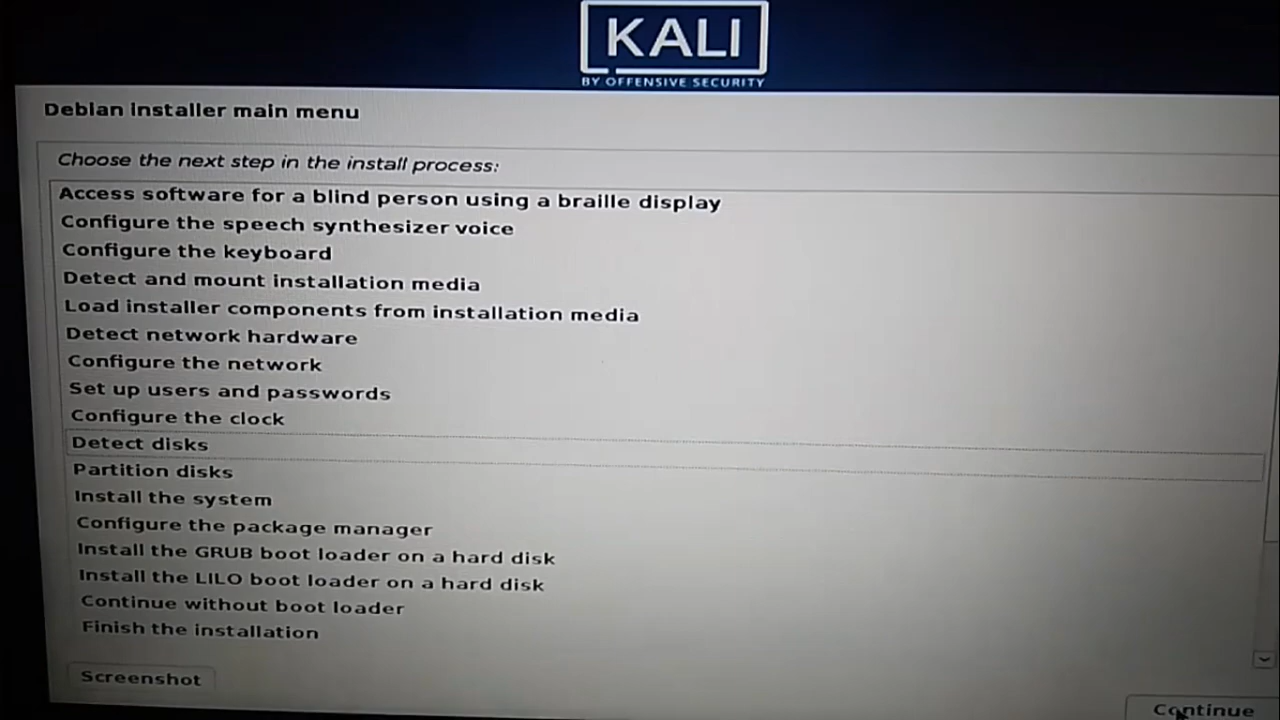 KALI
BY OFFENSIVE SECURITY
Debian installer main menu
Choose the next step in the install process:
Access software for a blind person using a braille display
Configure the speech synthesizer voice
Configure the keyboard
Detect and mount installation media
Load installer components from installation media
Detect network hardware
Configure the network
Set up users and passwords
Configure the clock
Detect disks
Partition disks
Install the system
Configure the package manager
Install the GRUB boot loader on a hard disk
Install the LILO boot loader on a hard disk
Continue without boot loader
Finish the installation
Screenshot
Continue